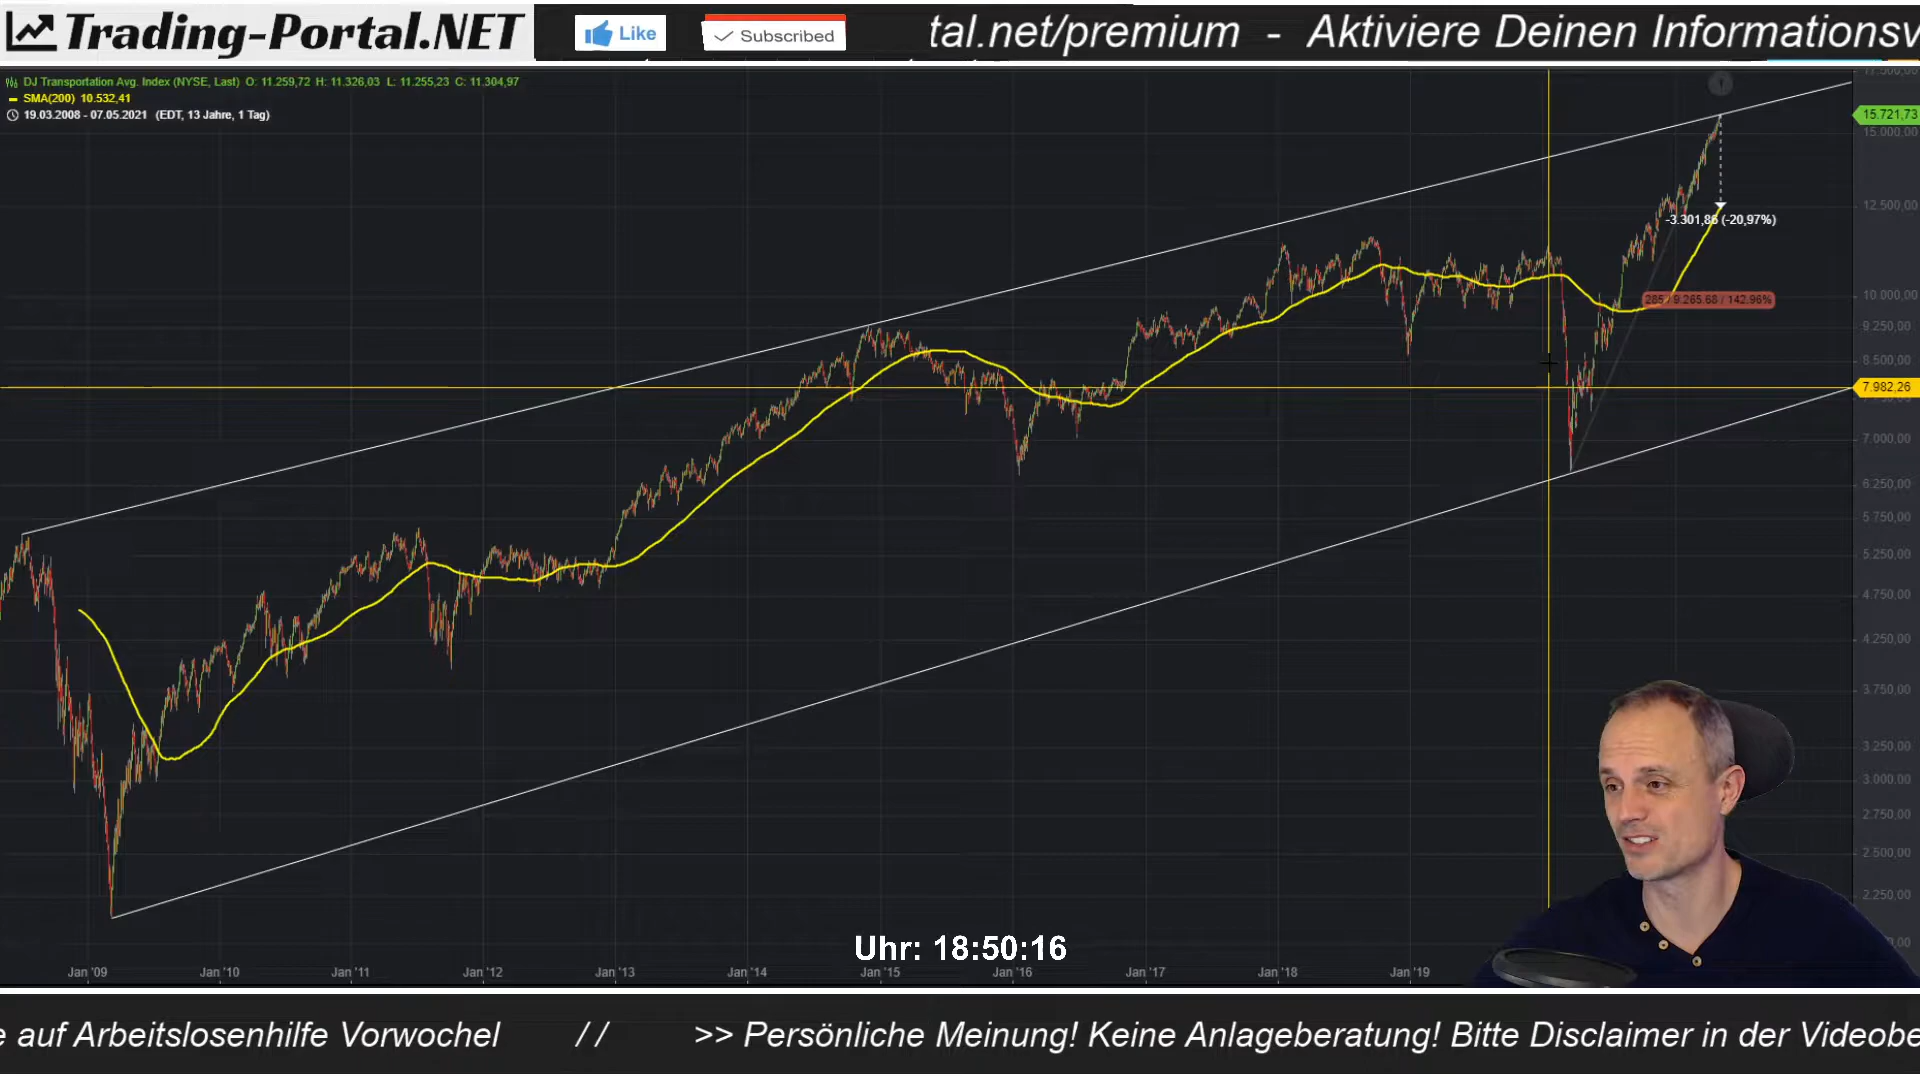 Trading-Portal.NET
Like
Subscribed
tal.net/premium - Aktiviere Deinen Informationsv
DJ Transportation Avg. Index (NYSE, Last) O: 11.259,72 H: 11.326,03 L: 11.255,23 C: 11.304,97
SMA(200) 10.532,41
19.03.2008 - 07.05.2021 (EDT, 13 Jahre, 1 Tag)
15.721,73
15.000,00
12.500,00
-3.301,86 (-20,97%)
10.000,00
9.265.68 / 142.96%
9.250,00
8.500,00
7.982,26
7.000,00
6.250,00
5.750,00
5.250,00
4.750,00
4.250,00
3.750,00
3.250,00
3.000,00
2.750,00
2.500,00
2.250,00
Uhr: 18:50:16
Jan '09 Jan '10 Jan '11 Jan '12 Jan '13 Jan '14 Jan '15 Jan '16 Jan '17 Jan '18 Jan '19
e auf Arbeitslosenhilfe Vorwochel // >> Persönliche Meinung! Keine Anlageberatung! Bitte Disclaimer in der Videobe